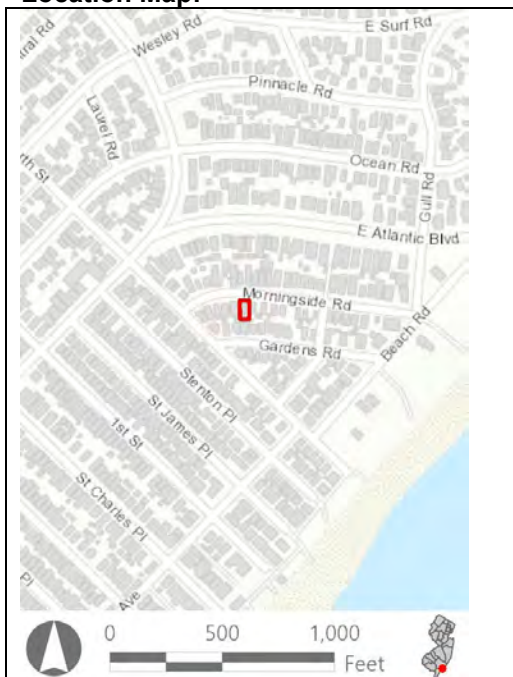 Location Map:
E Surf Rd
Wesley Rd
Pinnacle Rd
Laurel Rd
Ocean Rd
Gull Rd
E Atlantic Blvd
Morningside Rd
Beach Rd
Gardens Rd
Stenton Pl
St James Pl
1st St
St Charles Pl
Pl
Ave
0 500 1,000
Feet